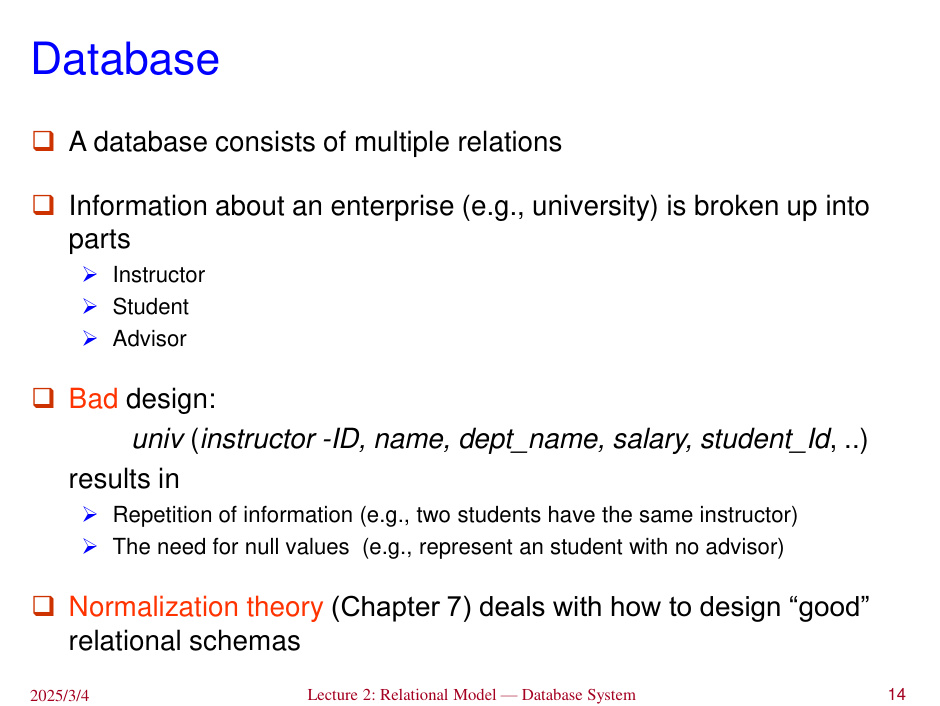 Database
❑ A database consists of multiple relations
❑ Information about an enterprise (e.g., university) is broken up into
parts
➢ Instructor
➢ Student
➢ Advisor
❑ Bad design:
univ (instructor -ID, name, dept_name, salary, student_Id, ..)
results in
➢ Repetition of information (e.g., two students have the same instructor)
➢ The need for null values  (e.g., represent an student with no advisor)
❑ Normalization theory (Chapter 7) deals with how to design “good”
relational schemas
2025/3/4 Lecture 2: Relational Model — Database System 14